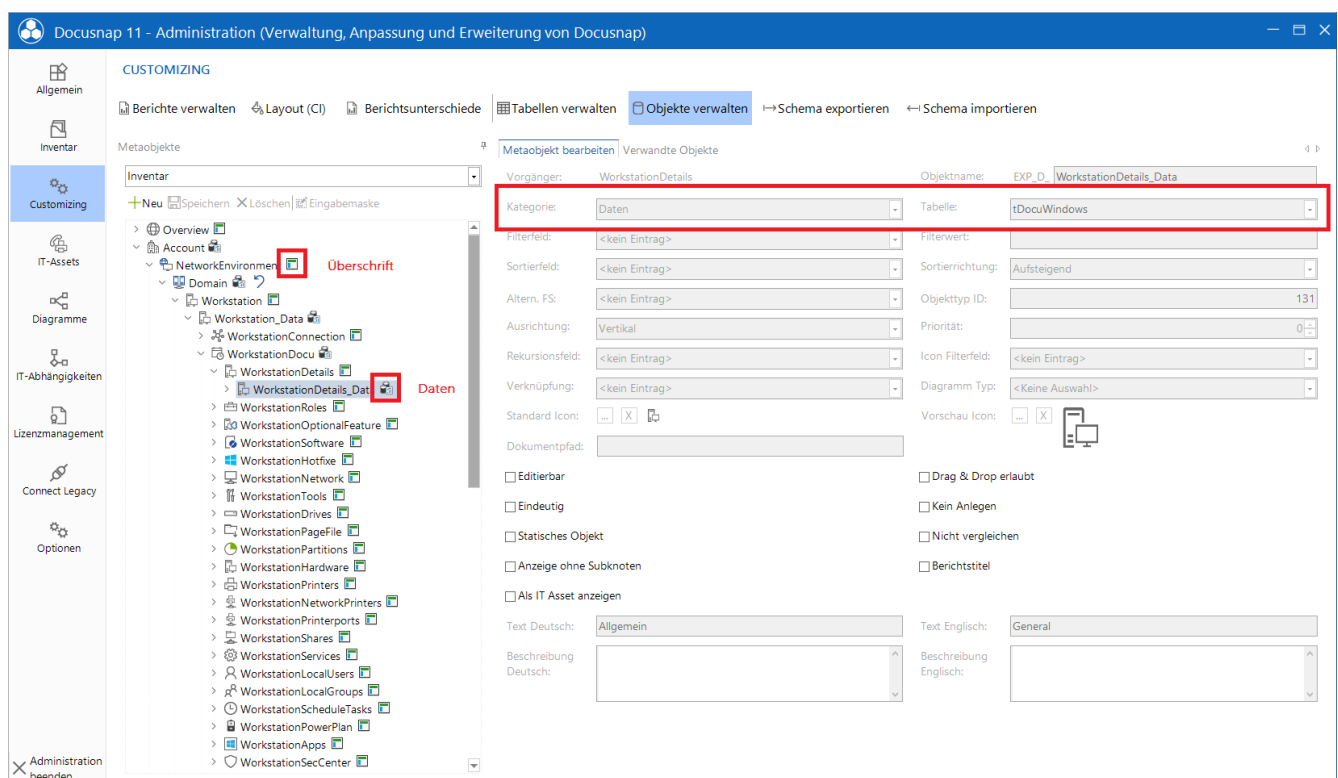 Docusnap 11 - Administration (Verwaltung, Anpassung und Erweiterung von Docusnap)
Allgemein
Inventar
Customizing
IT-Assets
Diagramme
IT-Abhängigkeiten
Lizenzmanagement
Connect Legacy
Optionen
Administration
beenden
CUSTOMIZING
Berichte verwalten Layout (CI) Berichtsunterschiede Tabellen verwalten Objekte verwalten Schema exportieren Schema importieren
Metaobjekte
Inventar
Neu Speichern Löschen Eingabemaske
Overview
Account
NetworkEnvironmen Überschrift
Domain
Workstation
Workstation_Data
WorkstationConnection
WorkstationDocu
WorkstationDetails
WorkstationDetails_Dat Daten
WorkstationRoles
WorkstationOptionalFeature
WorkstationSoftware
WorkstationHotfixe
WorkstationNetwork
WorkstationTools
WorkstationDrives
WorkstationPageFile
WorkstationPartitions
WorkstationHardware
WorkstationPrinters
WorkstationNetworkPrinters
WorkstationPrinterports
WorkstationShares
WorkstationServices
WorkstationLocalUsers
WorkstationLocalGroups
WorkstationScheduleTasks
WorkstationPowerPlan
WorkstationApps
WorkstationSecCenter
Metaobjekt bearbeiten Verwandte Objekte
Vorgänger: WorkstationDetails Objektname: EXP_D_ WorkstationDetails_Data
Kategorie: Daten Tabelle: tDocuWindows
Filterfeld: <kein Eintrag> Filterwert:
Sortierfeld: <kein Eintrag> Sortierrichtung: Aufsteigend
Altern. FS: <kein Eintrag> Objekttyp ID: 131
Ausrichtung: Vertikal Priorität: 0
Rekursionsfeld: <kein Eintrag> Icon Filterfeld: <kein Eintrag>
Verknüpfung: <kein Eintrag> Diagramm Typ: <Keine Auswahl>
Standard Icon: ... X Vorschau Icon: ... X
Dokumentpfad:
Editierbar Drag & Drop erlaubt
Eindeutig Kein Anlegen
Statisches Objekt Nicht vergleichen
Anzeige ohne Subknoten Berichtstitel
Als IT Asset anzeigen
Text Deutsch: Allgemein Text Englisch: General
Beschreibung Beschreibung
Deutsch: Englisch: